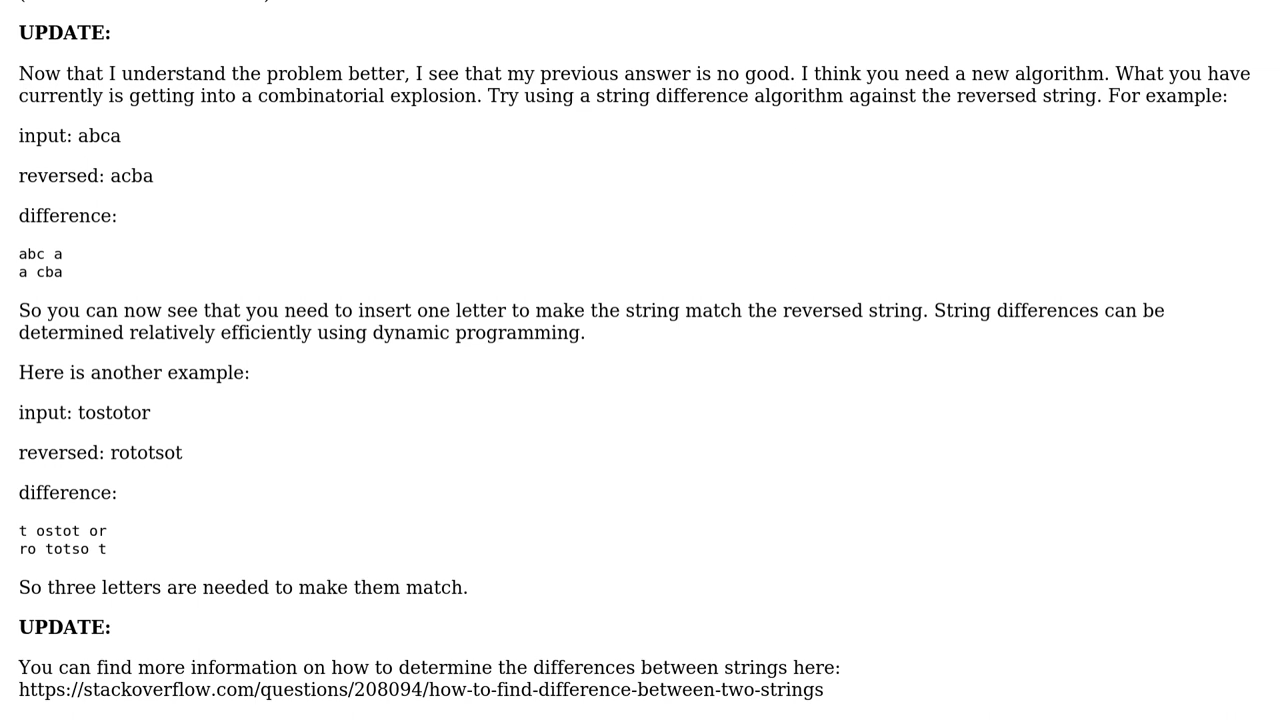 UPDATE:
Now that I understand the problem better, I see that my previous answer is no good. I think you need a new algorithm. What you have
currently is getting into a combinatorial explosion. Try using a string difference algorithm against the reversed string. For example:
input: abca
reversed: acba
difference:
abc a
a cba
So you can now see that you need to insert one letter to make the string match the reversed string. String differences can be
determined relatively efficiently using dynamic programming.
Here is another example:
input: tostotor
reversed: rototsot
difference:
t ostot or
ro totso t
So three letters are needed to make them match.
UPDATE:
You can find more information on how to determine the differences between strings here:
https://stackoverflow.com/questions/208094/how-to-find-difference-between-two-strings